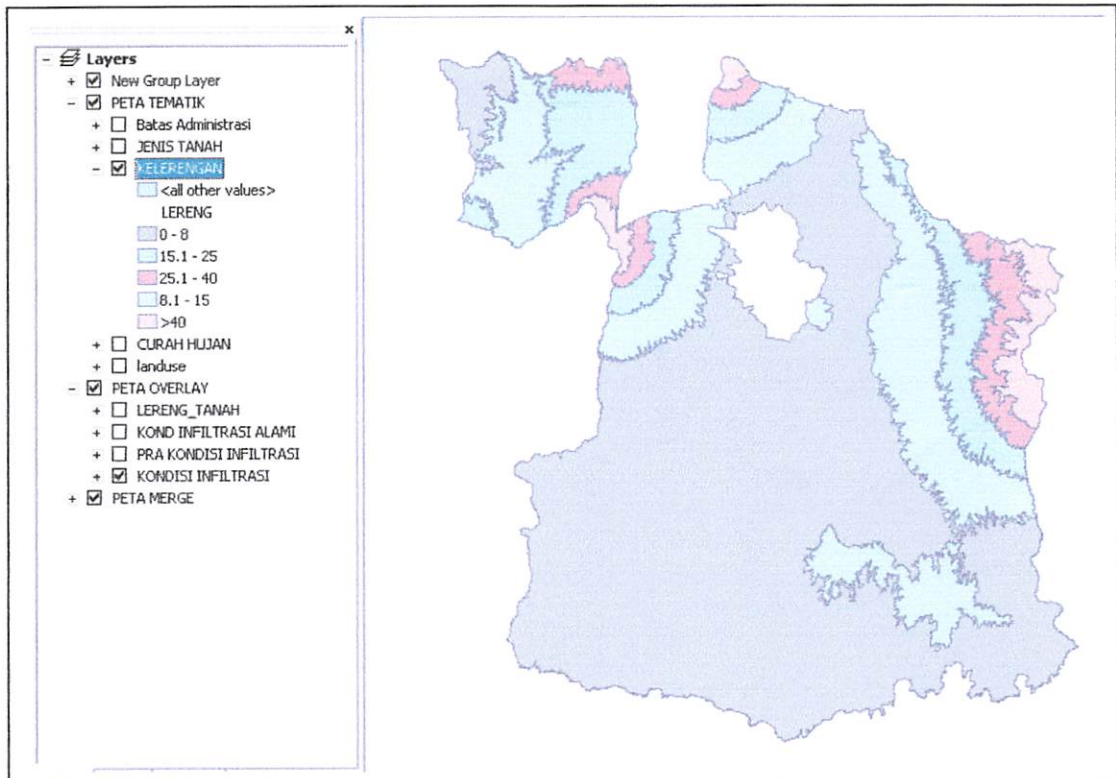 Layers
New Group Layer
PETA TEMATIK
Batas Administrasi
JENIS TANAH
KELERENGAN
<all other values>
LERENG
0 - 8
15.1 - 25
25.1 - 40
8.1 - 15
>40
CURAH HUJAN
landuse
PETA OVERLAY
LERENG_TANAH
KOND INFILTRASI ALAMI
PRA KONDISI INFILTRASI
KONDISI INFILTRASI
PETA MERGE